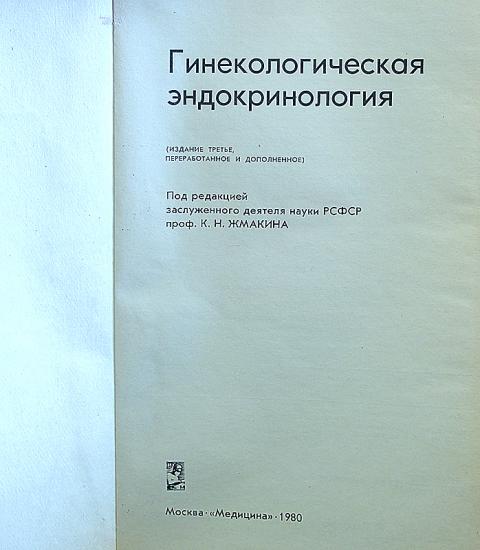 Гинекологическая
эндокринология
(ИЗДАНИЕ ТРЕТЬЕ,
ПЕРЕРАБОТАННОЕ И ДОПОЛНЕННОЕ)
Под редакцией
заслуженного деятеля науки РСФСР
проф. К. Н. ЖМАКИНА
Москва · «Медицина» · 1980